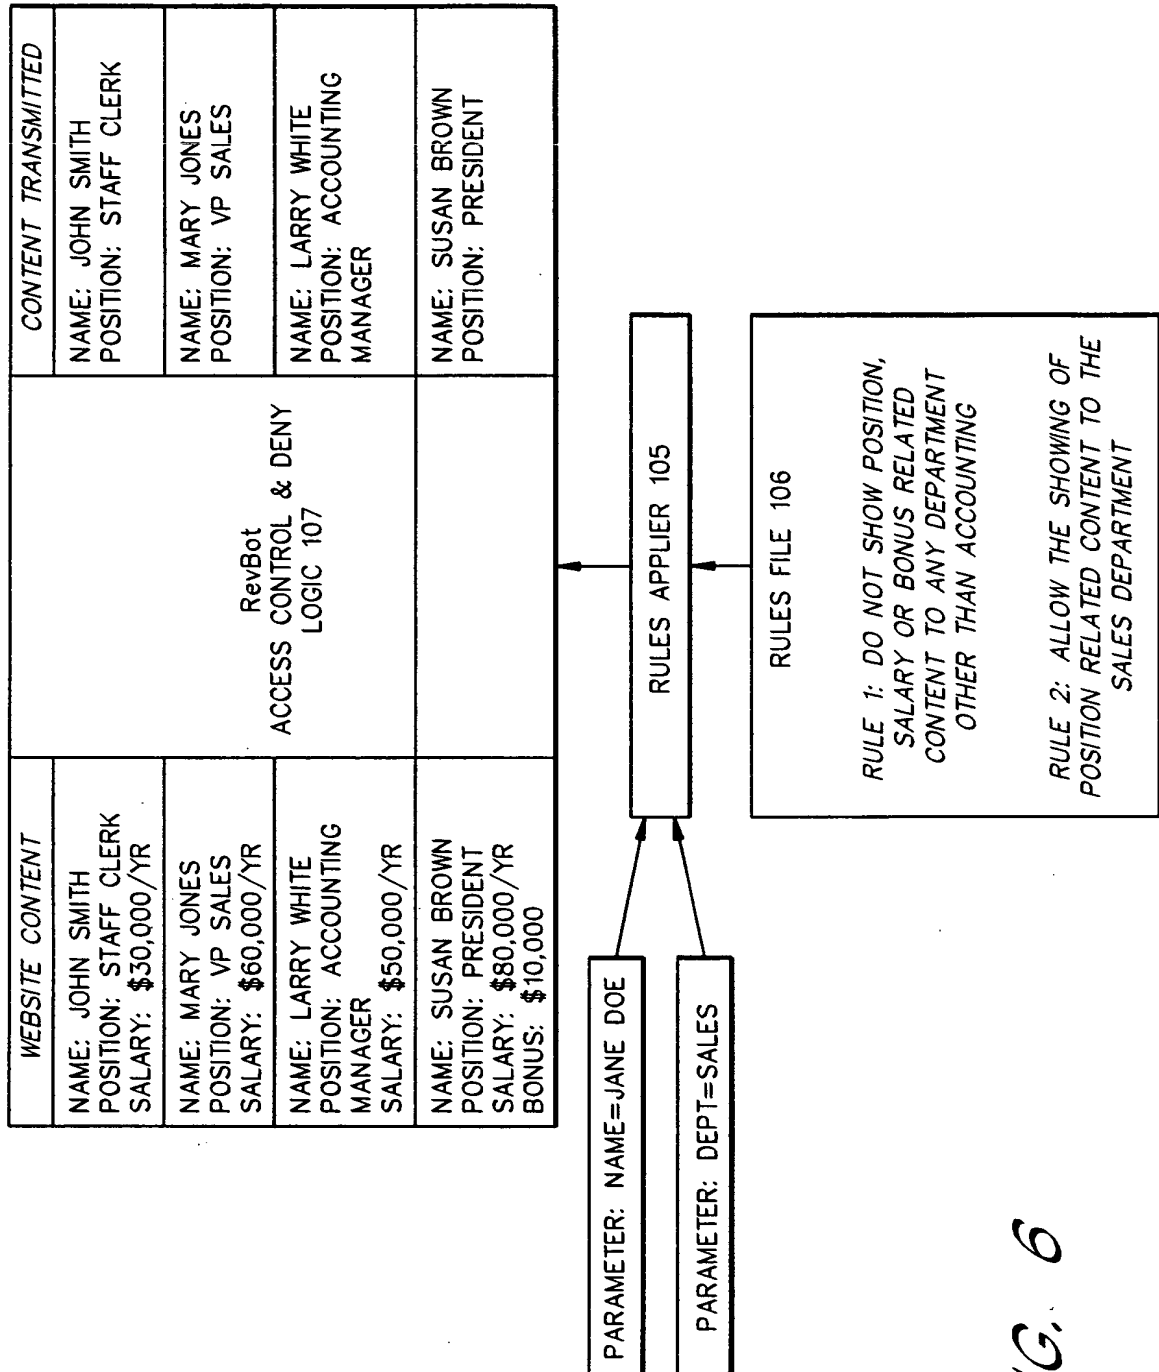 WEBSITE CONTENT
CONTENT TRANSMITTED
NAME: JOHN SMITH
POSITION: STAFF CLERK
SALARY: $30,000/YR
NAME: JOHN SMITH
POSITION: STAFF CLERK
NAME: MARY JONES
POSITION: VP SALES
SALARY: $60,000/YR
RevBot
ACCESS CONTROL & DENY
LOGIC 107
NAME: MARY JONES
POSITION: VP SALES
NAME: LARRY WHITE
POSITION: ACCOUNTING
MANAGER
SALARY: $50,000/YR
NAME: LARRY WHITE
POSITION: ACCOUNTING
MANAGER
NAME: SUSAN BROWN
POSITION: PRESIDENT
SALARY: $80,000/YR
BONUS: $10,000
NAME: SUSAN BROWN
POSITION: PRESIDENT
PARAMETER: NAME=JANE DOE
PARAMETER: DEPT=SALES
RULES APPLIER 105
RULES FILE 106
RULE 1: DO NOT SHOW POSITION,
SALARY OR BONUS RELATED
CONTENT TO ANY DEPARTMENT
OTHER THAN ACCOUNTING
RULE 2: ALLOW THE SHOWING OF
POSITION RELATED CONTENT TO THE
SALES DEPARTMENT
G. 6